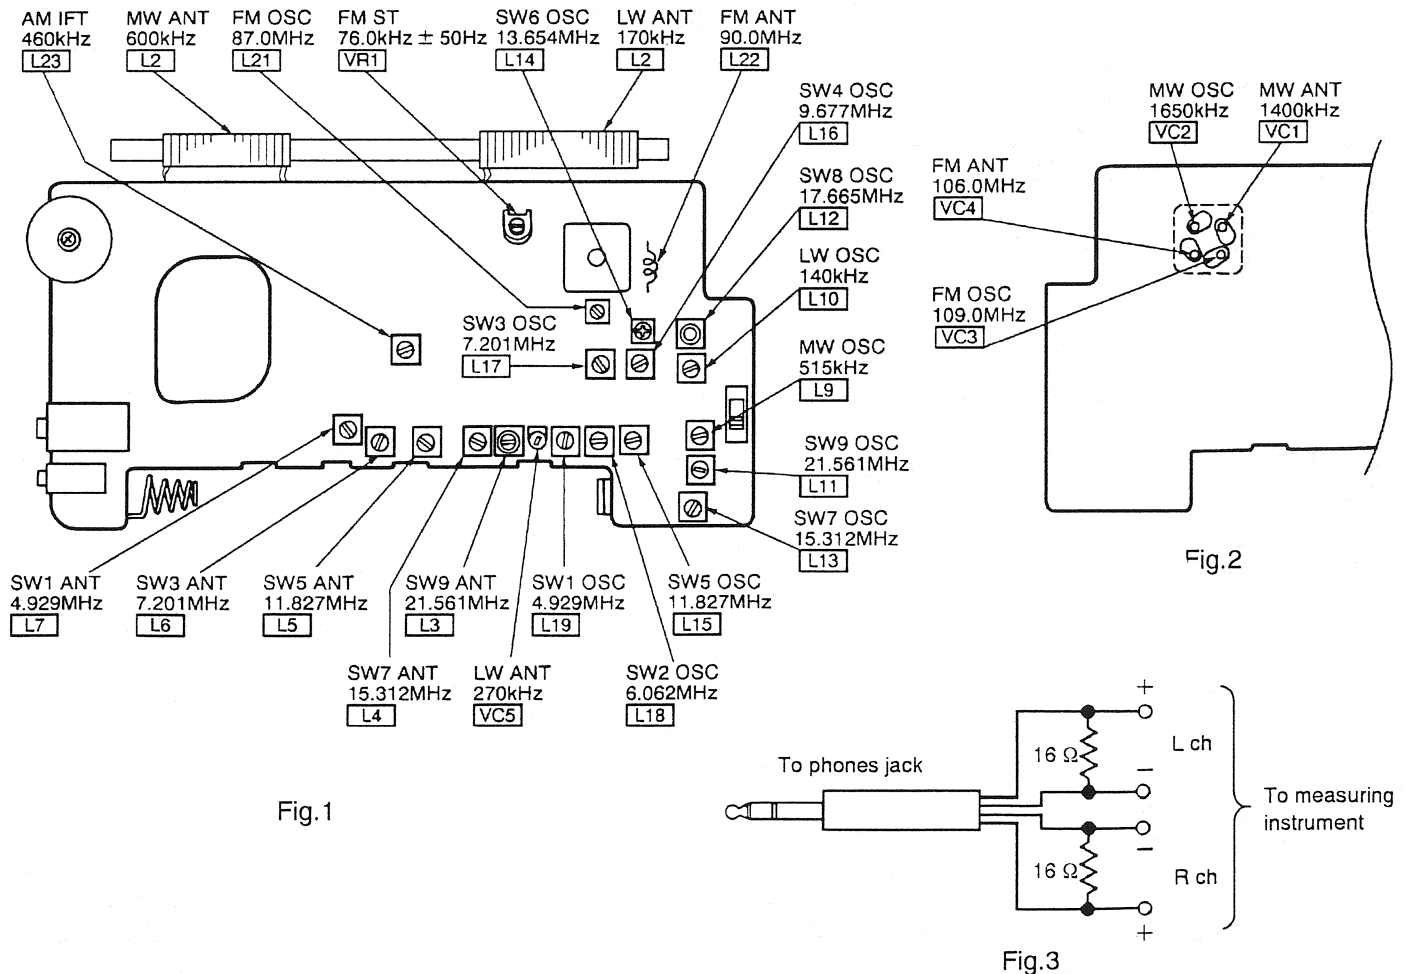 AM IFT
460kHz
L23
MW ANT
600kHz
L2
FM OSC
87.0MHz
L21
FM ST
76.0kHz ± 50Hz
VR1
SW6 OSC
13.654MHz
L14
LW ANT
170kHz
L2
FM ANT
90.0MHz
L22
SW4 OSC
9.677MHz
L16
SW8 OSC
17.665MHz
L12
LW OSC
140kHz
L10
SW3 OSC
7.201MHz
L17
MW OSC
515kHz
L9
SW9 OSC
21.561MHz
L11
SW7 OSC
15.312MHz
L13
SW1 ANT
4.929MHz
L7
SW3 ANT
7.201MHz
L6
SW5 ANT
11.827MHz
L5
SW9 ANT
21.561MHz
L3
SW1 OSC
4.929MHz
L19
SW5 OSC
11.827MHz
L15
SW7 ANT
15.312MHz
L4
LW ANT
270kHz
VC5
SW2 OSC
6.062MHz
L18
Fig.1
MW OSC
1650kHz
VC2
MW ANT
1400kHz
VC1
FM ANT
106.0MHz
VC4
FM OSC
109.0MHz
VC3
Fig.2
To phones jack
+
16 Ω
L ch
−
−
16 Ω
R ch
+
To measuring
instrument
Fig.3